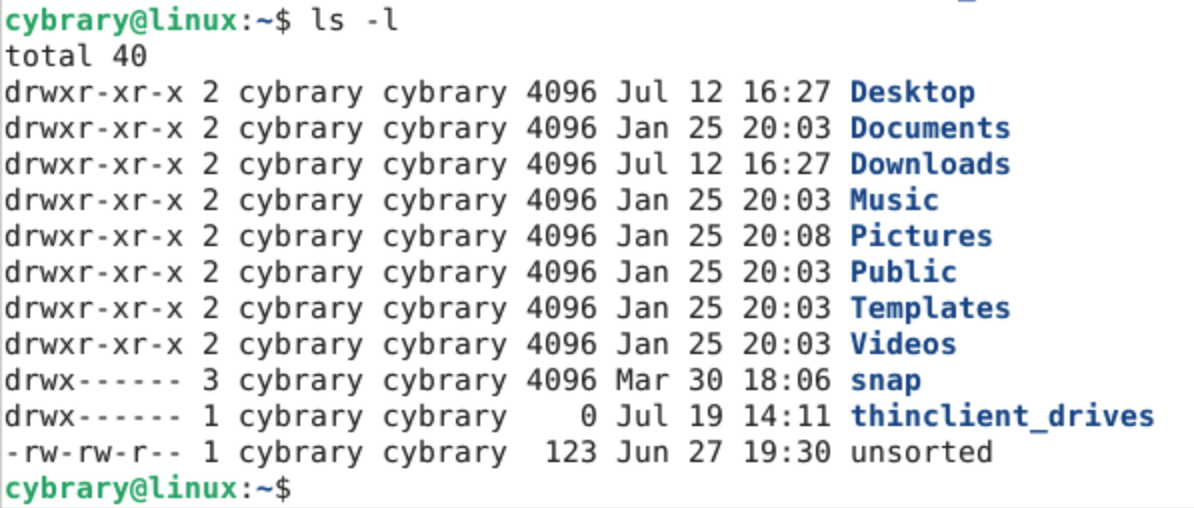 cybrary@linux:~$ ls -l
total 40
drwxr-xr-x 2 cybrary cybrary 4096 Jul 12 16:27 Desktop
drwxr-xr-x 2 cybrary cybrary 4096 Jan 25 20:03 Documents
drwxr-xr-x 2 cybrary cybrary 4096 Jul 12 16:27 Downloads
drwxr-xr-x 2 cybrary cybrary 4096 Jan 25 20:03 Music
drwxr-xr-x 2 cybrary cybrary 4096 Jan 25 20:08 Pictures
drwxr-xr-x 2 cybrary cybrary 4096 Jan 25 20:03 Public
drwxr-xr-x 2 cybrary cybrary 4096 Jan 25 20:03 Templates
drwxr-xr-x 2 cybrary cybrary 4096 Jan 25 20:03 Videos
drwx------ 3 cybrary cybrary 4096 Mar 30 18:06 snap
drwx------ 1 cybrary cybrary    0 Jul 19 14:11 thinclient_drives
-rw-rw-r-- 1 cybrary cybrary  123 Jun 27 19:30 unsorted
cybrary@linux:~$